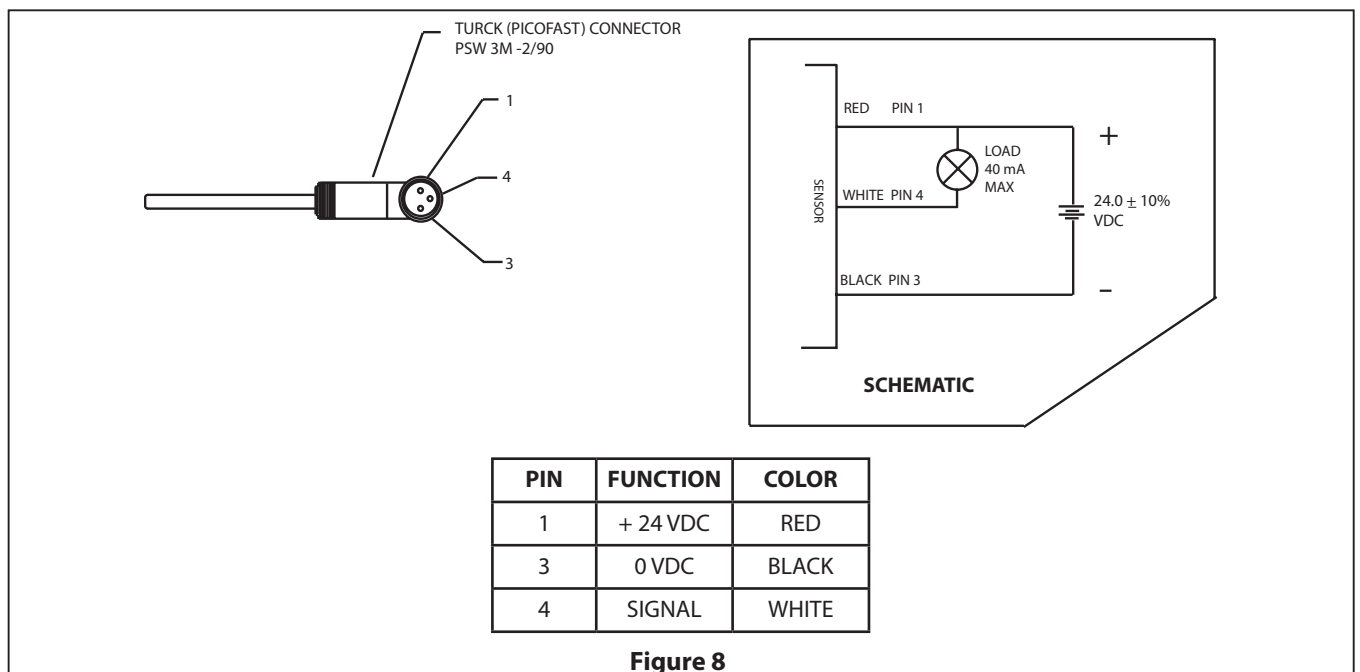 TURCK (PICOFAST) CONNECTOR
PSW 3M -2/90
1
4
3
RED PIN 1
LOAD
40 mA
MAX
+
SENSOR
WHITE PIN 4
24.0 ± 10%
VDC
BLACK PIN 3
–
SCHEMATIC
PIN FUNCTION COLOR
1 + 24 VDC RED
3 0 VDC BLACK
4 SIGNAL WHITE
Figure 8